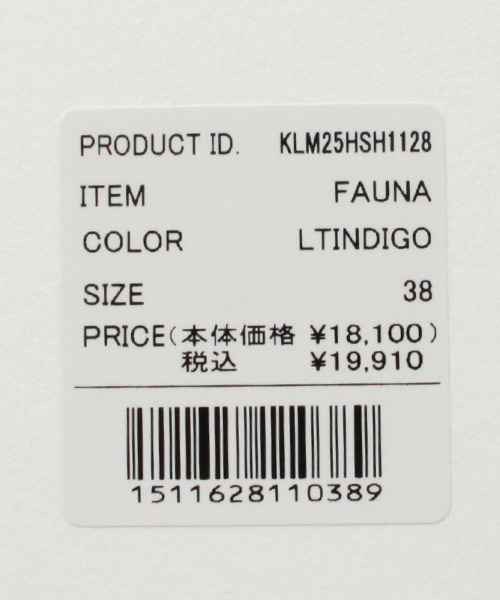 PRODUCT ID. KLM25HSH1128
ITEM FAUNA
COLOR LTINDIGO
SIZE 38
PRICE(本体価格 ¥18,100)
税込 ¥19,910
1511628110389